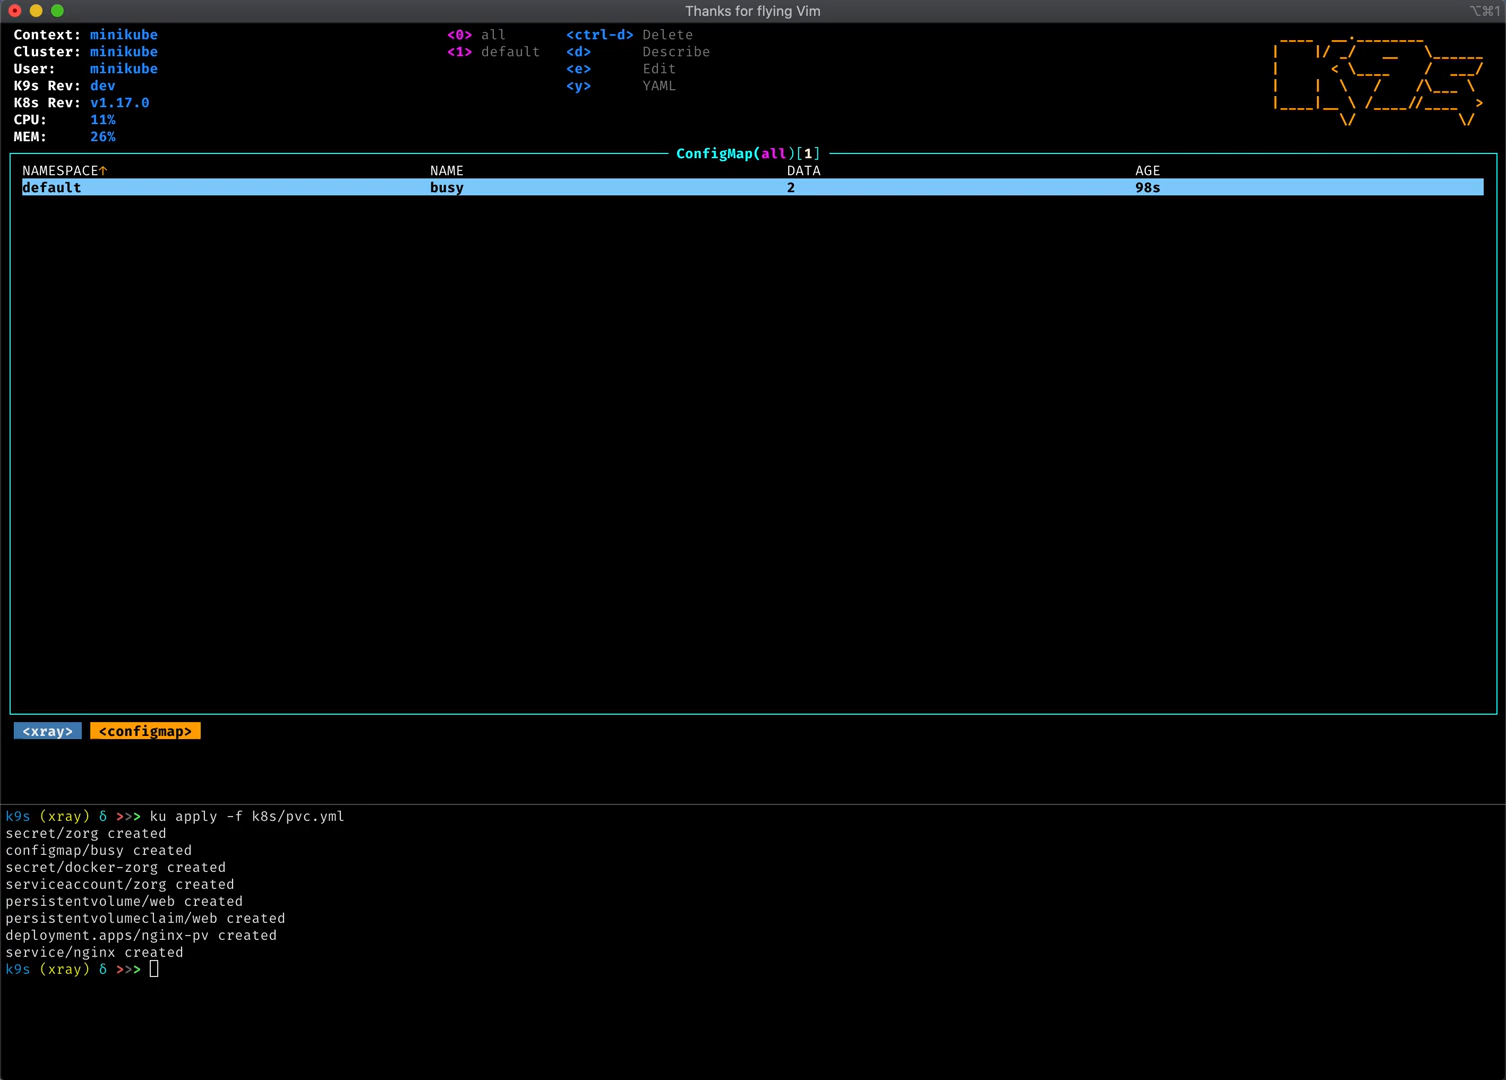 Thanks for flying Vim ⌥⌘1
Context: minikube <0> all <ctrl-d> Delete
Cluster: minikube <1> default <d> Describe
User: minikube <e> Edit
K9s Rev: dev <y> YAML
K8s Rev: v1.17.0
CPU: 11%
MEM: 26%
ConfigMap(all)[1]
NAMESPACE↑ NAME DATA AGE
default busy 2 98s
<xray> <configmap>
k9s (xray) δ >>> ku apply -f k8s/pvc.yml
secret/zorg created
configmap/busy created
secret/docker-zorg created
serviceaccount/zorg created
persistentvolume/web created
persistentvolumeclaim/web created
deployment.apps/nginx-pv created
service/nginx created
k9s (xray) δ >>>